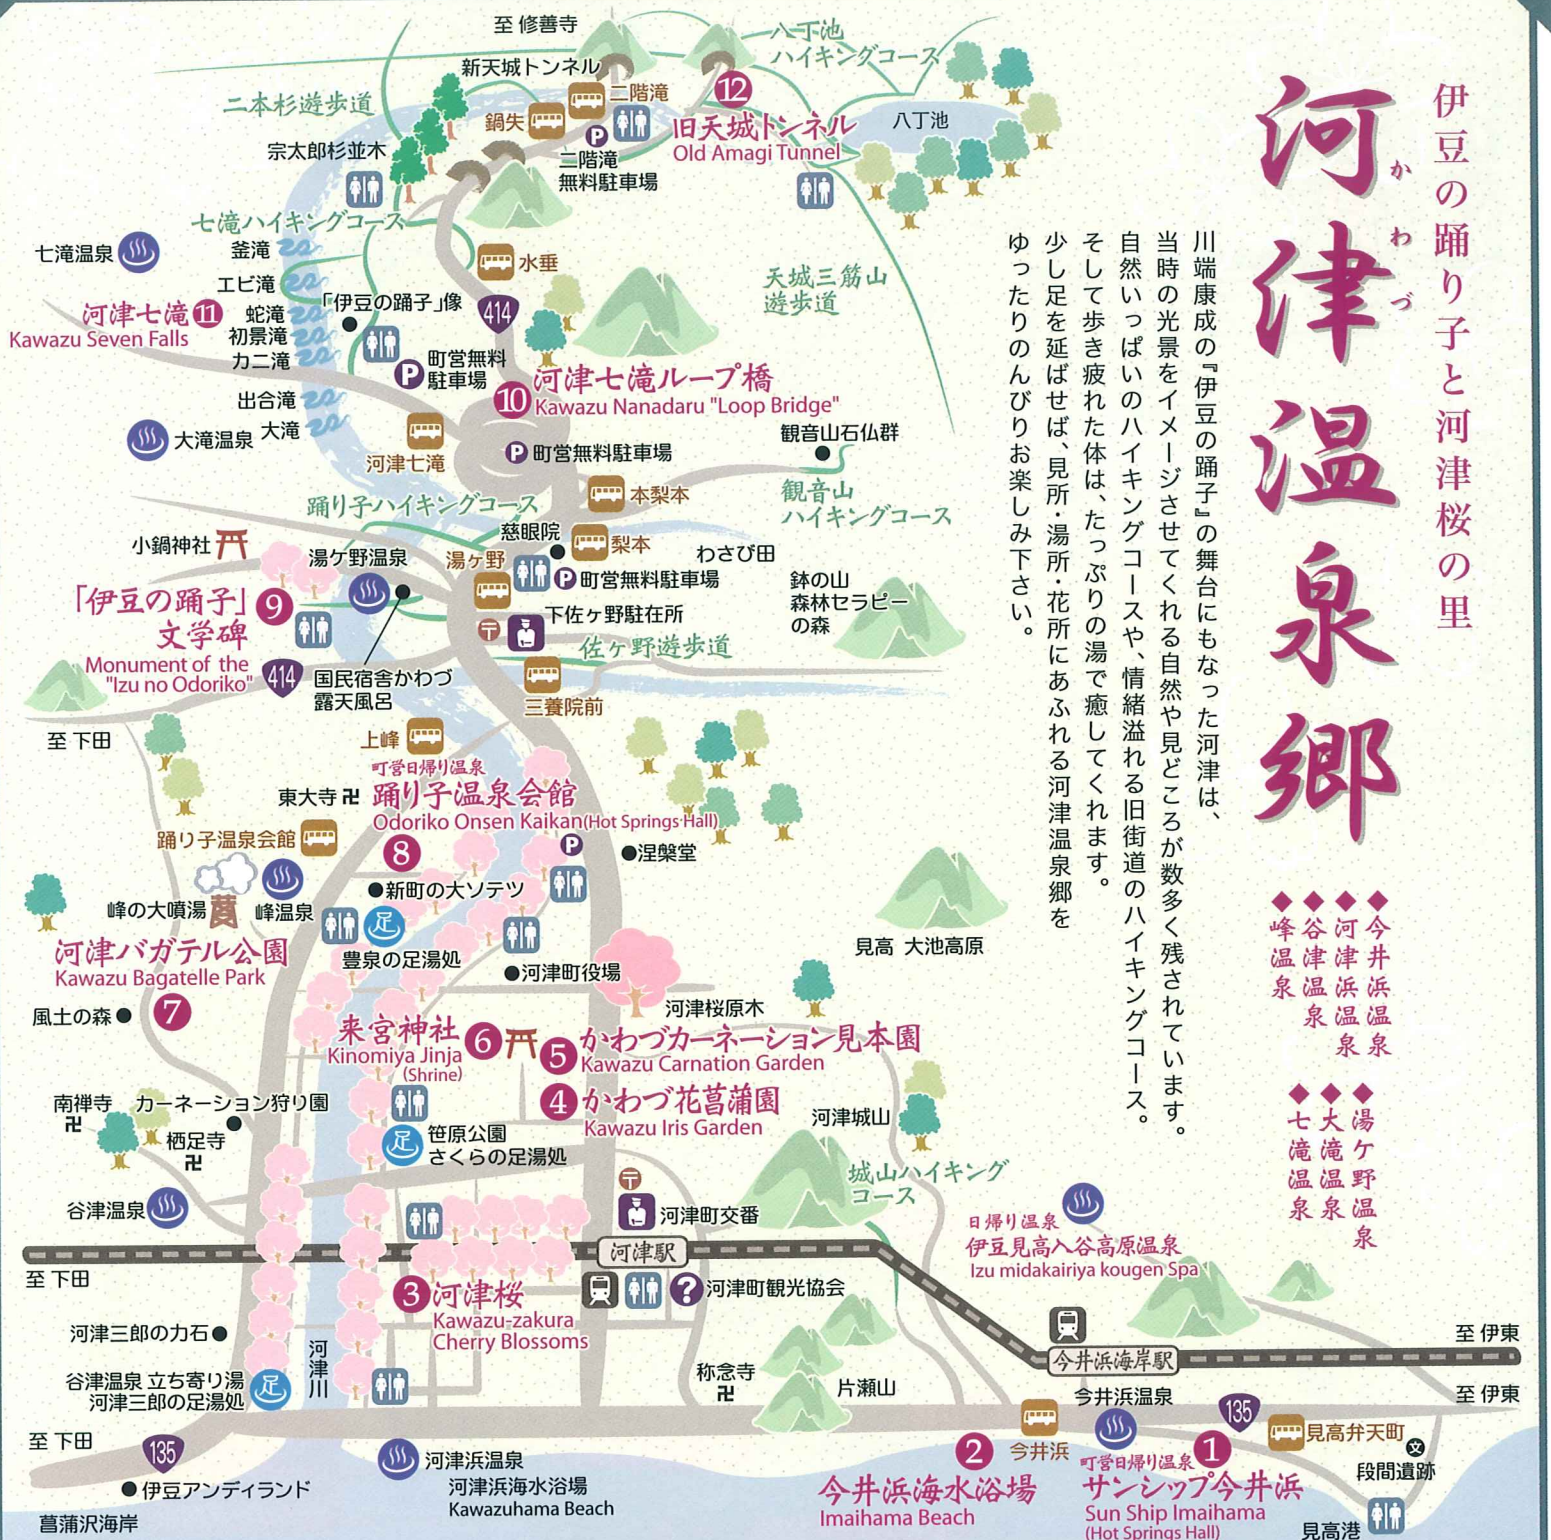 伊豆の踊り子と河津桜の里
河津温泉郷
かわづ
川端康成の『伊豆の踊子』の舞台にもなった河津は、
当時の光景をイメージさせてくれる自然や見どころが数多く残されています。
自然いっぱいのハイキングコースや、情緒溢れる旧街道のハイキングコース。
そして歩き疲れた体は、たっぷりの湯で癒してくれます。
少し足を延ばせば、見所・湯所・花所にあふれる河津温泉郷を
ゆったりのんびりお楽しみ下さい。
◆今井浜温泉
◆河津浜温泉
◆谷津温泉
◆峰温泉
◆湯ケ野温泉
◆大滝温泉
◆七滝温泉
至 修善寺
八丁池
ハイキングコース
新天城トンネル
二階滝
二本杉遊歩道
鍋失
P
12
旧天城トンネル
Old Amagi Tunnel
八丁池
宗太郎杉並木
二階滝
無料駐車場
七滝ハイキングコース
七滝温泉
釜滝
水垂
エビ滝
「伊豆の踊子」像
414
天城三筋山
遊歩道
河津七滝 11
Kawazu Seven Falls
蛇滝
初景滝
カニ滝
P
町営無料
駐車場
10
河津七滝ループ橋
Kawazu Nanadaru "Loop Bridge"
出合滝
大滝温泉
大滝
河津七滝
P 町営無料駐車場
観音山石仏群
本梨本
観音山
ハイキングコース
踊り子ハイキングコース
小鍋神社
慈眼院
梨本
わさび田
湯ケ野温泉
湯ヶ野
P 町営無料駐車場
鉢の山
森林セラピー
の森
「伊豆の踊子」 9
文学碑
Monument of the
"Izu no Odoriko"
〒
下佐ヶ野駐在所
佐ヶ野遊歩道
414
国民宿舎かわづ
露天風呂
三養院前
至 下田
上峰
町営日帰り温泉
東大寺 卍
踊り子温泉会館
Odoriko Onsen Kaikan(Hot Springs Hall)
踊り子温泉会館
8
P
涅槃堂
新町の大ソテツ
峰の大噴湯
峰温泉
足
豊泉の足湯処
見高 大池高原
河津バガテル公園
Kawazu Bagatelle Park
7
河津町役場
河津桜原木
風土の森
来宮神社 6
Kinomiya Jinja
(Shrine)
5 かわづカーネーション見本園
Kawazu Carnation Garden
4 かわづ花菖蒲園
Kawazu Iris Garden
南禅寺
卍
カーネーション狩り園
河津城山
栖足寺
卍
足
笹原公園
さくらの足湯処
城山ハイキング
コース
谷津温泉
〒
河津町交番
日帰り温泉
伊豆見高入谷高原温泉
Izu midakairiya kougen Spa
河津駅
至 下田
3 河津桜
Kawazu-zakura
Cherry Blossoms
? 河津町観光協会
河津三郎の力石
河津川
至 伊東
今井浜海岸駅
谷津温泉 立ち寄り湯
河津三郎の足湯処
足
称念寺
卍
片瀬山
今井浜温泉
至 伊東
135
至 下田
135
今井浜
見高弁天町
文
段間遺跡
伊豆アンディランド
河津浜温泉
河津浜海水浴場
Kawazuhama Beach
2
今井浜海水浴場
Imaihama Beach
町営日帰り温泉 1
サンシップ今井浜
Sun Ship Imaihama
(Hot Springs Hall)
菖蒲沢海岸
見高港